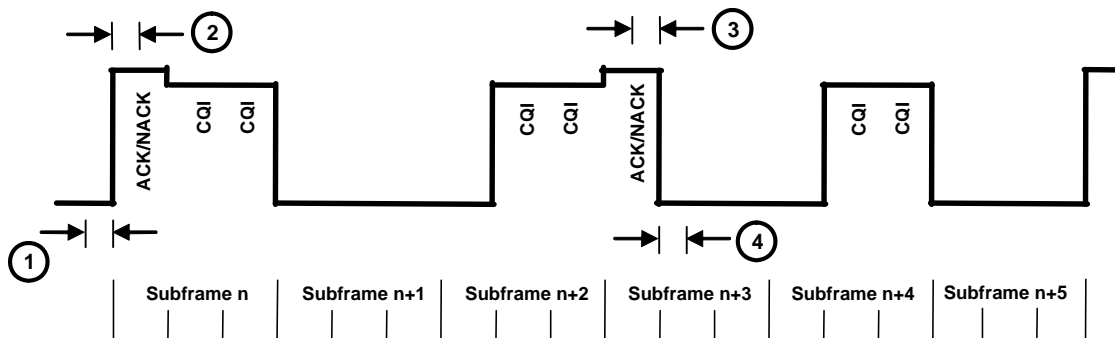 2
3
ACK/NACK
CQI
CQI
CQI
CQI
ACK/NACK
CQI
CQI
1
4
Subframe n
Subframe n+1
Subframe n+2
Subframe n+3
Subframe n+4
Subframe n+5